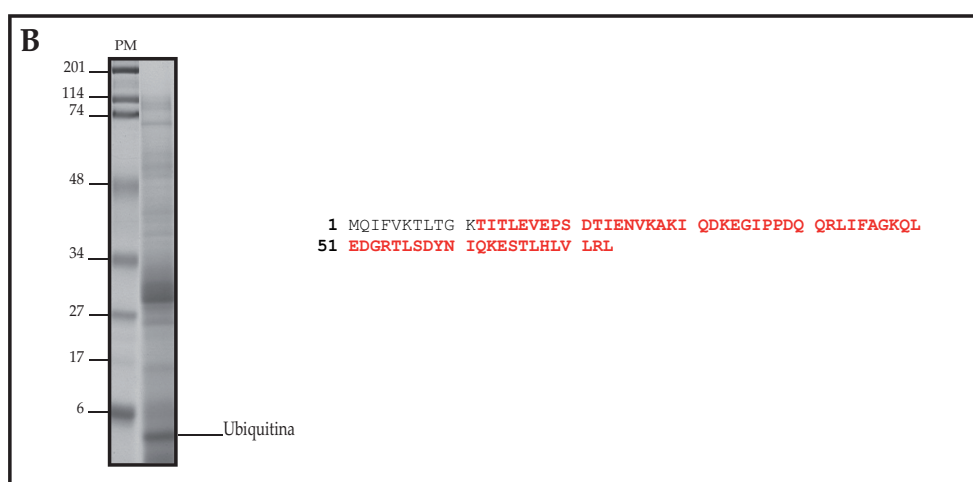 B
PM
201
114
74
48
34
27
17
6
Ubiquitina
1 MQIFVKTLTG KTITLEVEPS DTIENVKAKI QDKEGIPPDQ QRLIFAGKQL
51 EDGRTLSDYN IQKESTLHLV LRL